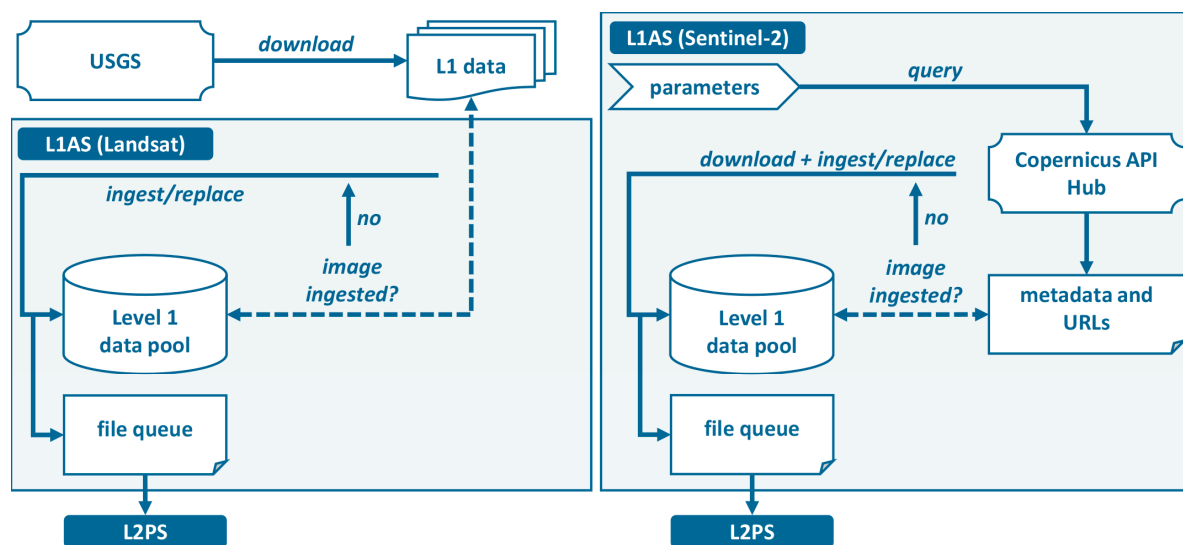 USGS
download
L1 data
L1AS (Landsat)
ingest/replace
no
image
ingested?
Level 1
data pool
file queue
L2PS
L1AS (Sentinel-2)
parameters
query
Copernicus API
Hub
download + ingest/replace
no
image
ingested?
metadata and
URLs
Level 1
data pool
file queue
L2PS